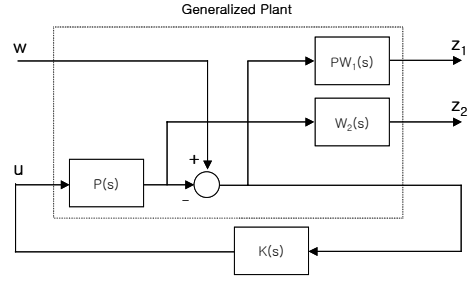 Generalized Plant
w
z₁
PW₁(s)
z₂
W₂(s)
+
u
P(s)
-
K(s)